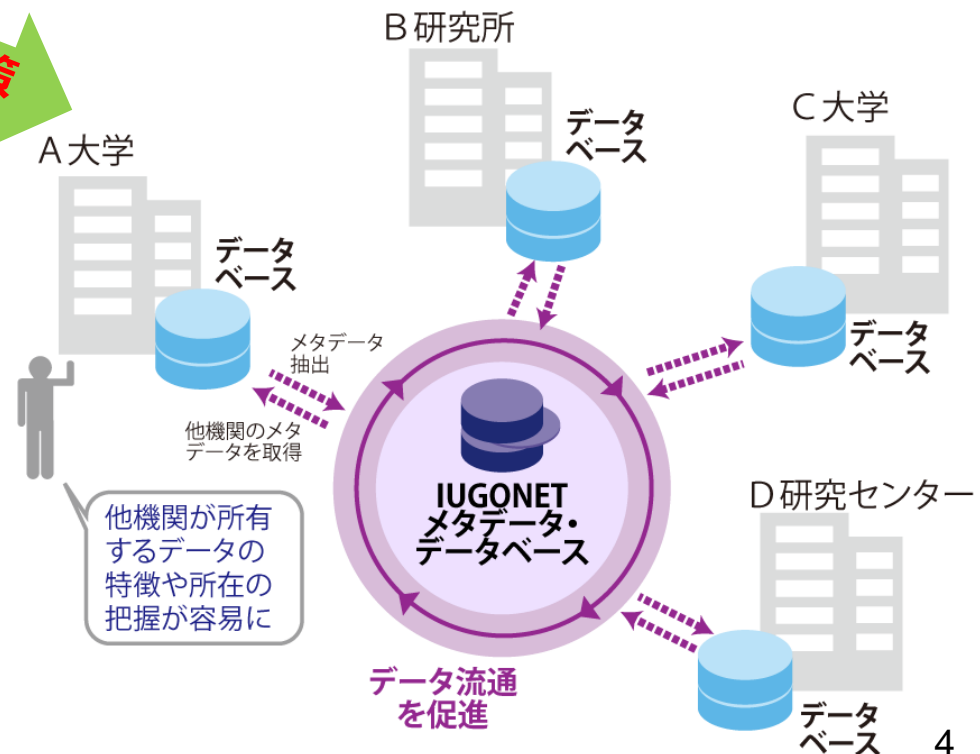 策
B研究所
データ
ベース
C大学
A大学
データ
ベース
データ
ベース
メタデータ
抽出
他機関のメタ
データを取得
IUGONET
メタデータ・
データベース
D研究センター
他機関が所有
するデータの
特徴や所在の
把握が容易に
データ流通
を促進
データ
ベース
4